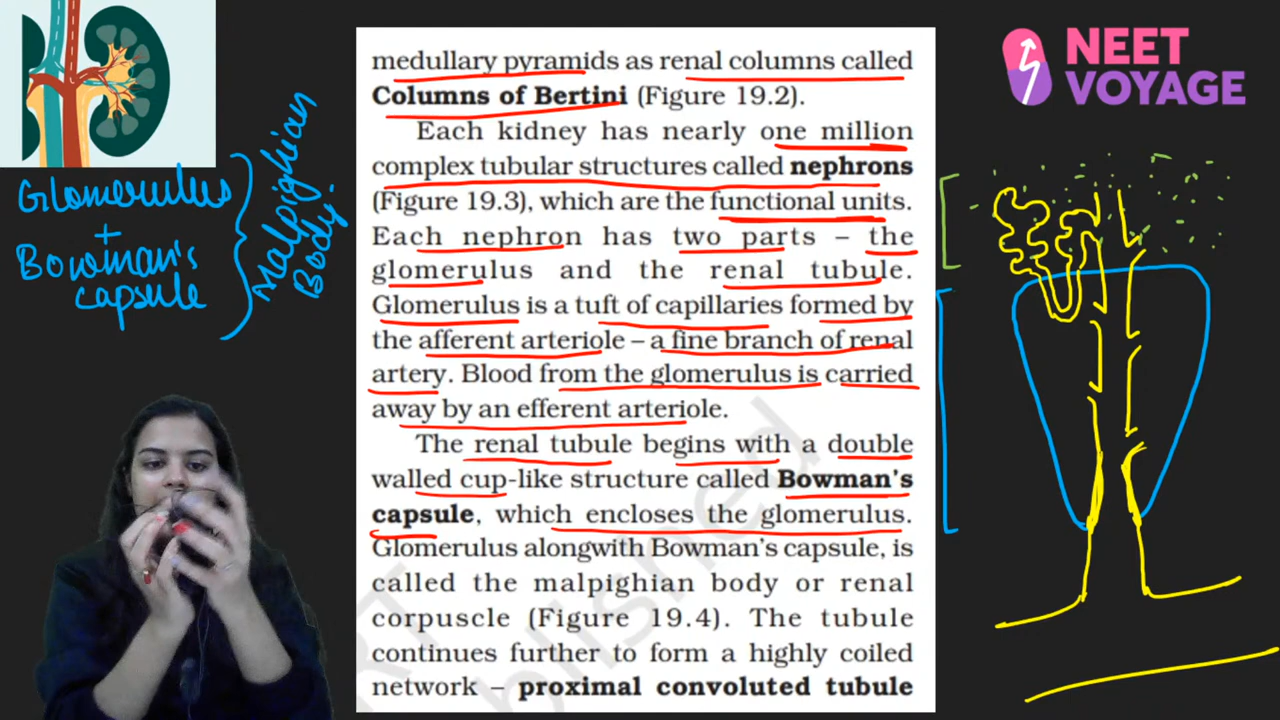 medullary pyramids as renal columns called
Columns of Bertini (Figure 19.2).
Each kidney has nearly one million
complex tubular structures called nephrons
(Figure 19.3), which are the functional units.
Each nephron has two parts – the
glomerulus and the renal tubule.
Glomerulus is a tuft of capillaries formed by
the afferent arteriole – a fine branch of renal
artery. Blood from the glomerulus is carried
away by an efferent arteriole.
The renal tubule begins with a double
walled cup-like structure called Bowman's
capsule, which encloses the glomerulus.
Glomerulus alongwith Bowman's capsule, is
called the malpighian body or renal
corpuscle (Figure 19.4). The tubule
continues further to form a highly coiled
network – proximal convoluted tubule
Glomerulus
+
Bowman's
capsule
Malpighian
Body.
NEET
VOYAGE